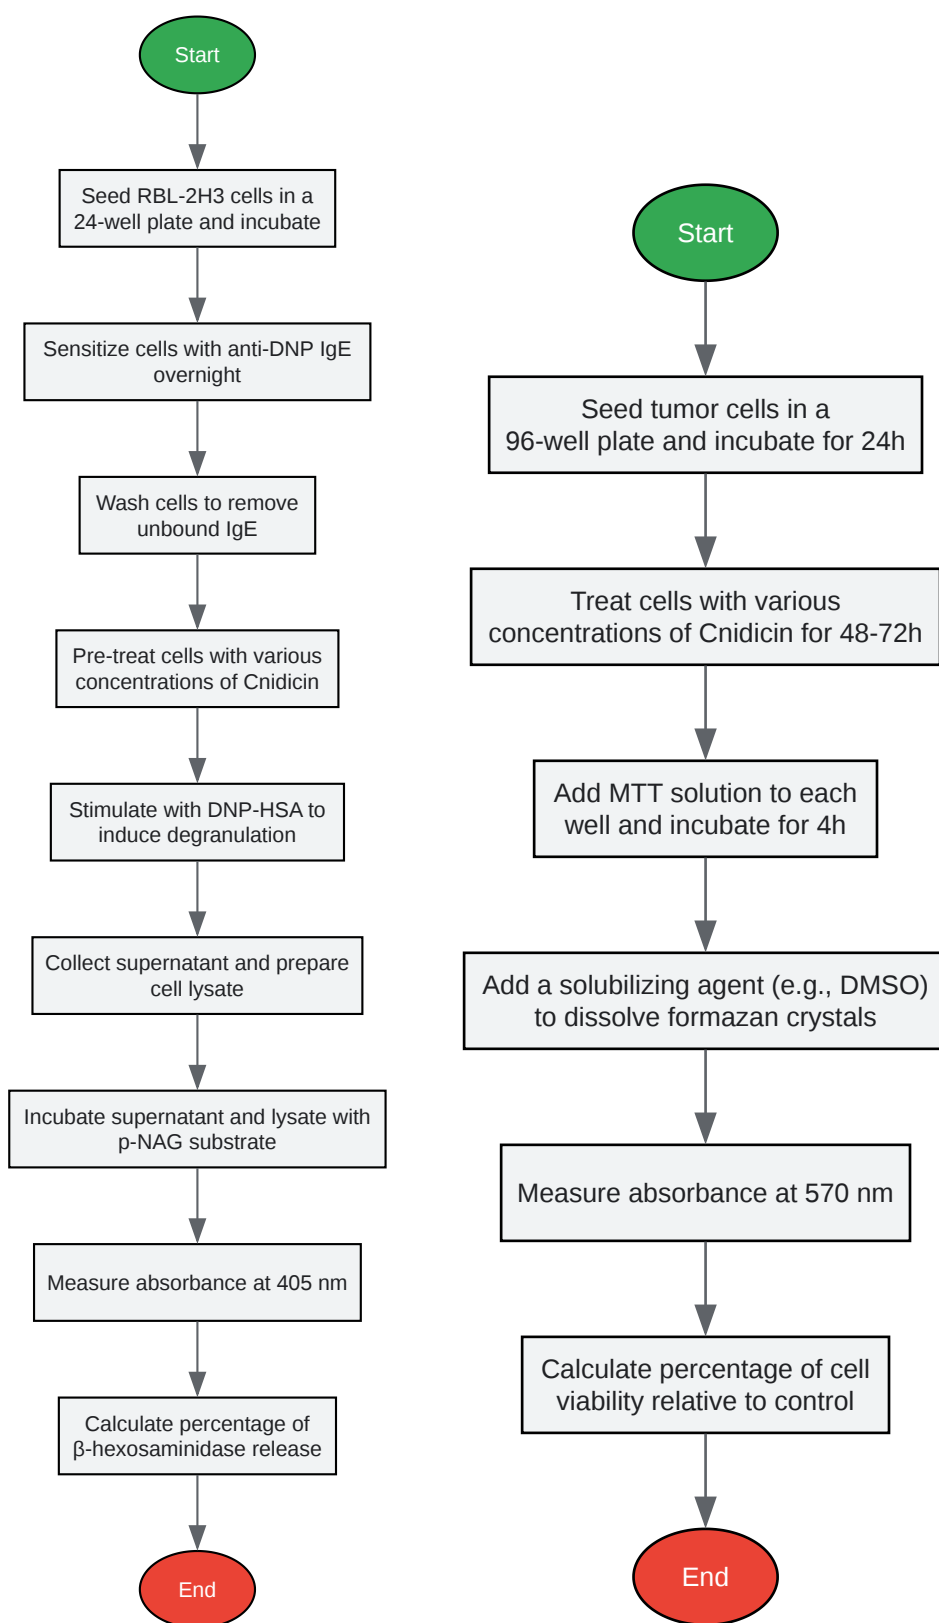 Start
Seed RBL-2H3 cells in a
24-well plate and incubate
Sensitize cells with anti-DNP IgE
overnight
Wash cells to remove
unbound IgE
Pre-treat cells with various
concentrations of Cnidicin
Stimulate with DNP-HSA to
induce degranulation
Collect supernatant and prepare
cell lysate
Incubate supernatant and lysate with
p-NAG substrate
Measure absorbance at 405 nm
Calculate percentage of
β-hexosaminidase release
End
Start
Seed tumor cells in a
96-well plate and incubate for 24h
Treat cells with various
concentrations of Cnidicin for 48-72h
Add MTT solution to each
well and incubate for 4h
Add a solubilizing agent (e.g., DMSO)
to dissolve formazan crystals
Measure absorbance at 570 nm
Calculate percentage of cell
viability relative to control
End